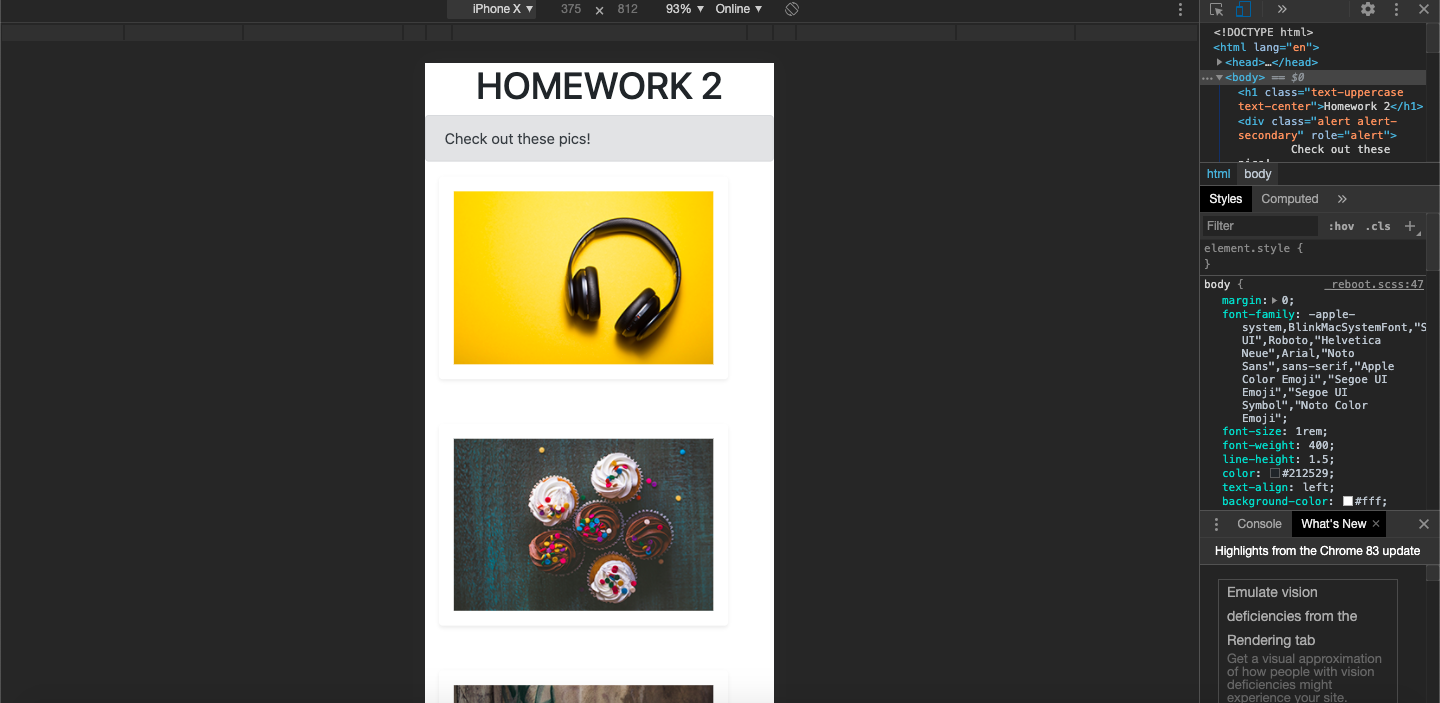 iPhone X ▼ 375 × 812 93% ▼ Online ▼
HOMEWORK 2
Check out these pics!
<!DOCTYPE html>
<html lang="en">
▶<head>…</head>
…▼<body> == $0
<h1 class="text-uppercase
text-center">Homework 2</h1>
<div class="alert alert-
secondary" role="alert">
Check out these
pics!
html body
Styles Computed »
Filter :hov .cls +
element.style {
}
body { _reboot.scss:47
margin:▶0;
font-family: -apple-
system,BlinkMacSystemFont,"S
UI",Roboto,"Helvetica
Neue",Arial,"Noto
Sans",sans-serif,"Apple
Color Emoji","Segoe UI
Emoji","Segoe UI
Symbol","Noto Color
Emoji";
font-size: 1rem;
font-weight: 400;
line-height: 1.5;
color: #212529;
text-align: left;
background-color: #fff;
Console What's New ×
Highlights from the Chrome 83 update
Emulate vision
deficiencies from the
Rendering tab
Get a visual approximation
of how people with vision
deficiencies might
experience your site.